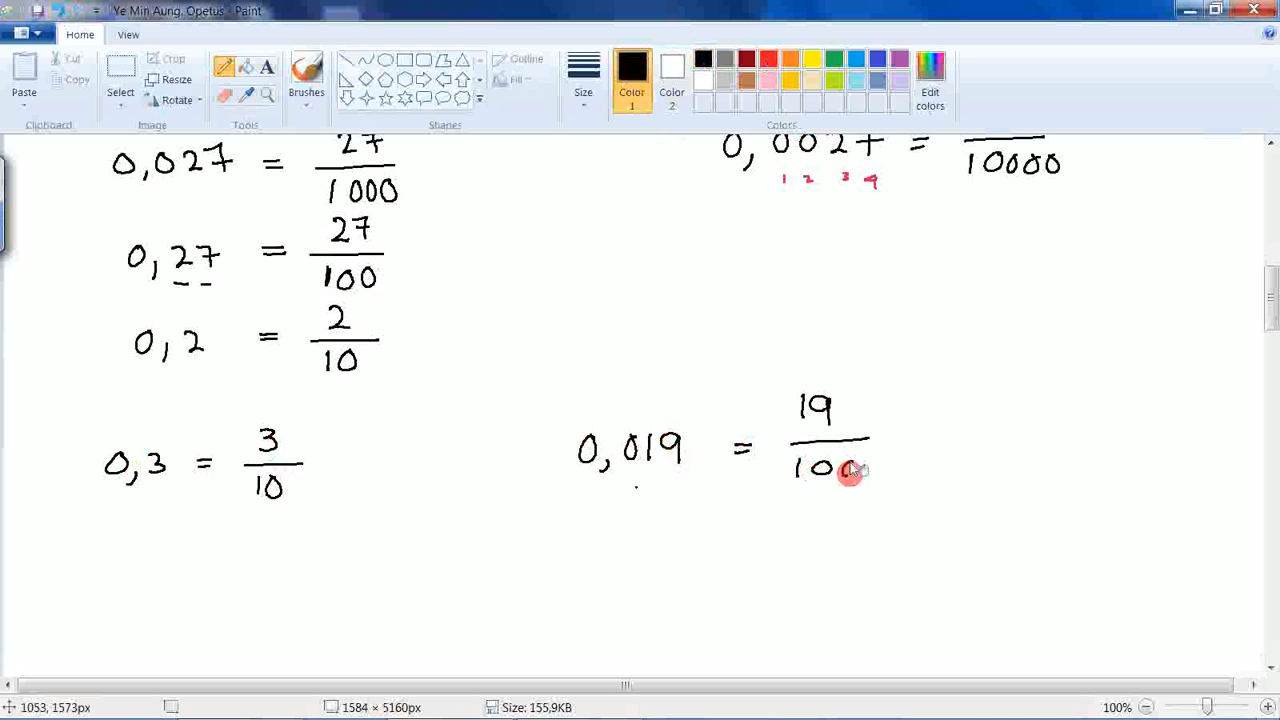 Ye Min Aung, Opetus - Paint
Home View
Paste
Cut
Clipboard
Select
Crop
Resize
Rotate
Image
Tools
Brushes
Shapes
Outline
Fill
Size
Color 1
Color 2
Edit colors
Colors
0,027 = 27/1000
0,0027 = /10000
1 2 3 4
0,27 = 27/100
0,2 = 2/10
0,3 = 3/10
0,019 = 19/100
1053, 1573px
1584 × 5160px
Size: 155,9KB
100%